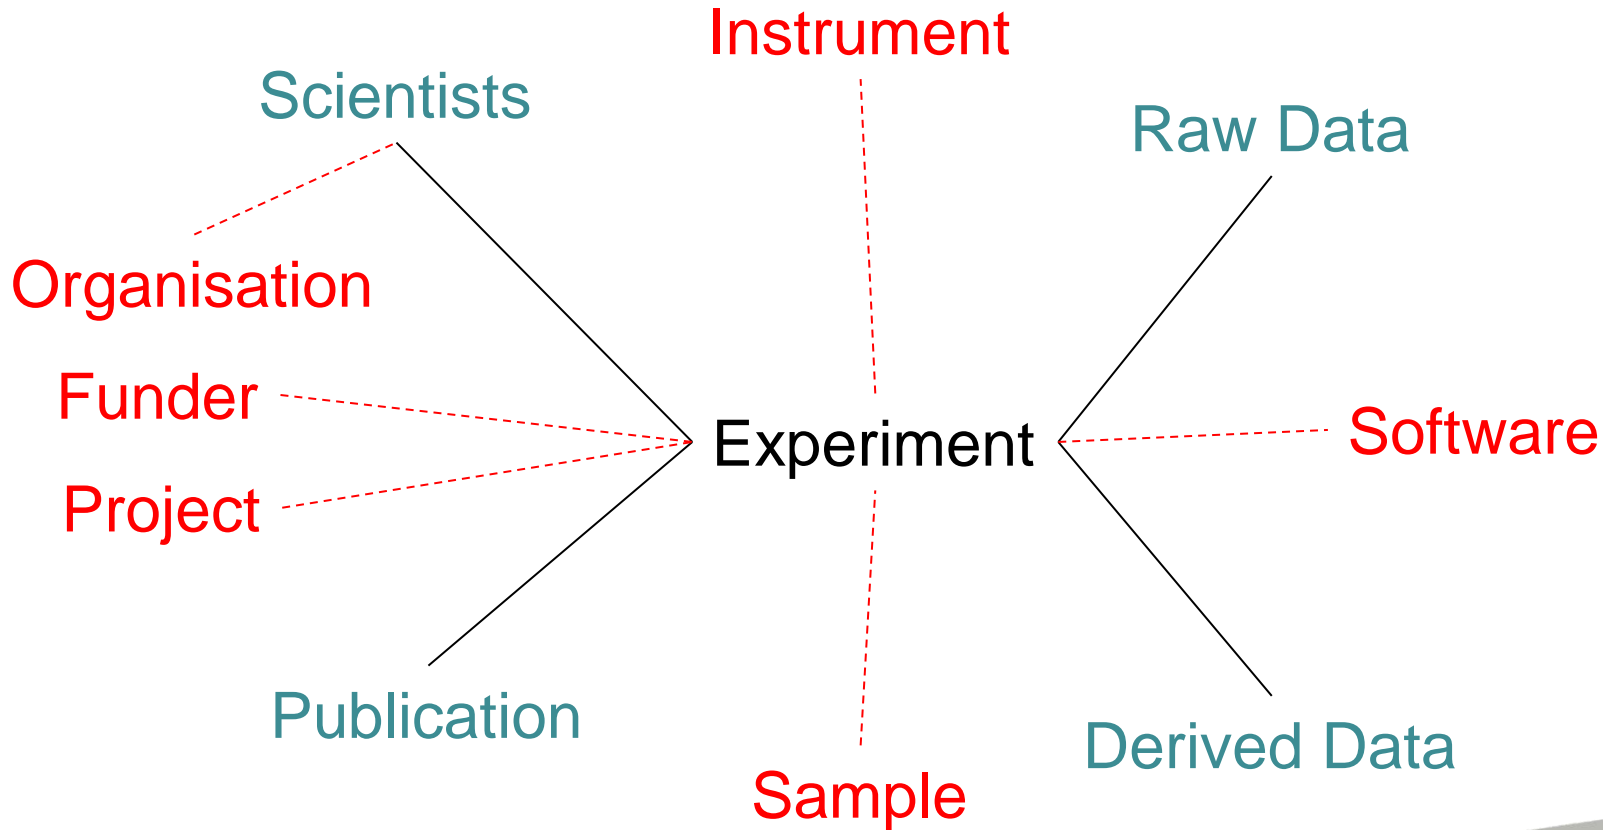 Instrument
Scientists
Raw Data
Organisation
Funder
Experiment
Software
Project
Publication
Derived Data
Sample